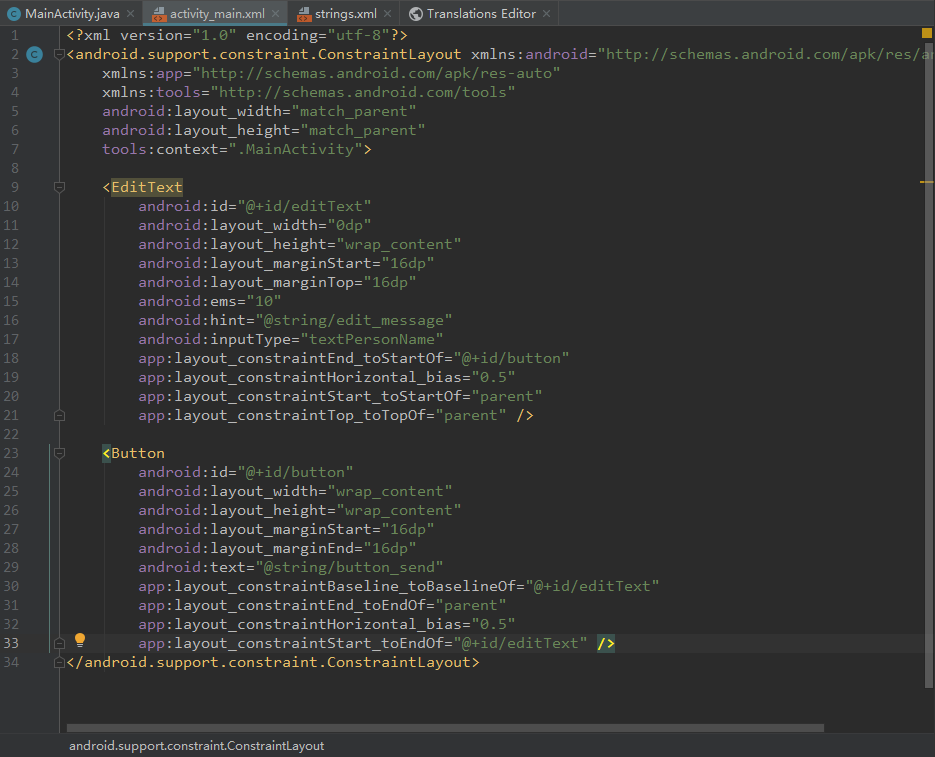 MainActivity.java activity_main.xml strings.xml Translations Editor
1 <?xml version="1.0" encoding="utf-8"?>
2 <android.support.constraint.ConstraintLayout xmlns:android="http://schemas.android.com/apk/res/an
3 xmlns:app="http://schemas.android.com/apk/res-auto"
4 xmlns:tools="http://schemas.android.com/tools"
5 android:layout_width="match_parent"
6 android:layout_height="match_parent"
7 tools:context=".MainActivity">
8
9 <EditText
10 android:id="@+id/editText"
11 android:layout_width="0dp"
12 android:layout_height="wrap_content"
13 android:layout_marginStart="16dp"
14 android:layout_marginTop="16dp"
15 android:ems="10"
16 android:hint="@string/edit_message"
17 android:inputType="textPersonName"
18 app:layout_constraintEnd_toStartOf="@+id/button"
19 app:layout_constraintHorizontal_bias="0.5"
20 app:layout_constraintStart_toStartOf="parent"
21 app:layout_constraintTop_toTopOf="parent" />
22
23 <Button
24 android:id="@+id/button"
25 android:layout_width="wrap_content"
26 android:layout_height="wrap_content"
27 android:layout_marginStart="16dp"
28 android:layout_marginEnd="16dp"
29 android:text="@string/button_send"
30 app:layout_constraintBaseline_toBaselineOf="@+id/editText"
31 app:layout_constraintEnd_toEndOf="parent"
32 app:layout_constraintHorizontal_bias="0.5"
33 app:layout_constraintStart_toEndOf="@+id/editText" />
34 </android.support.constraint.ConstraintLayout>
android.support.constraint.ConstraintLayout